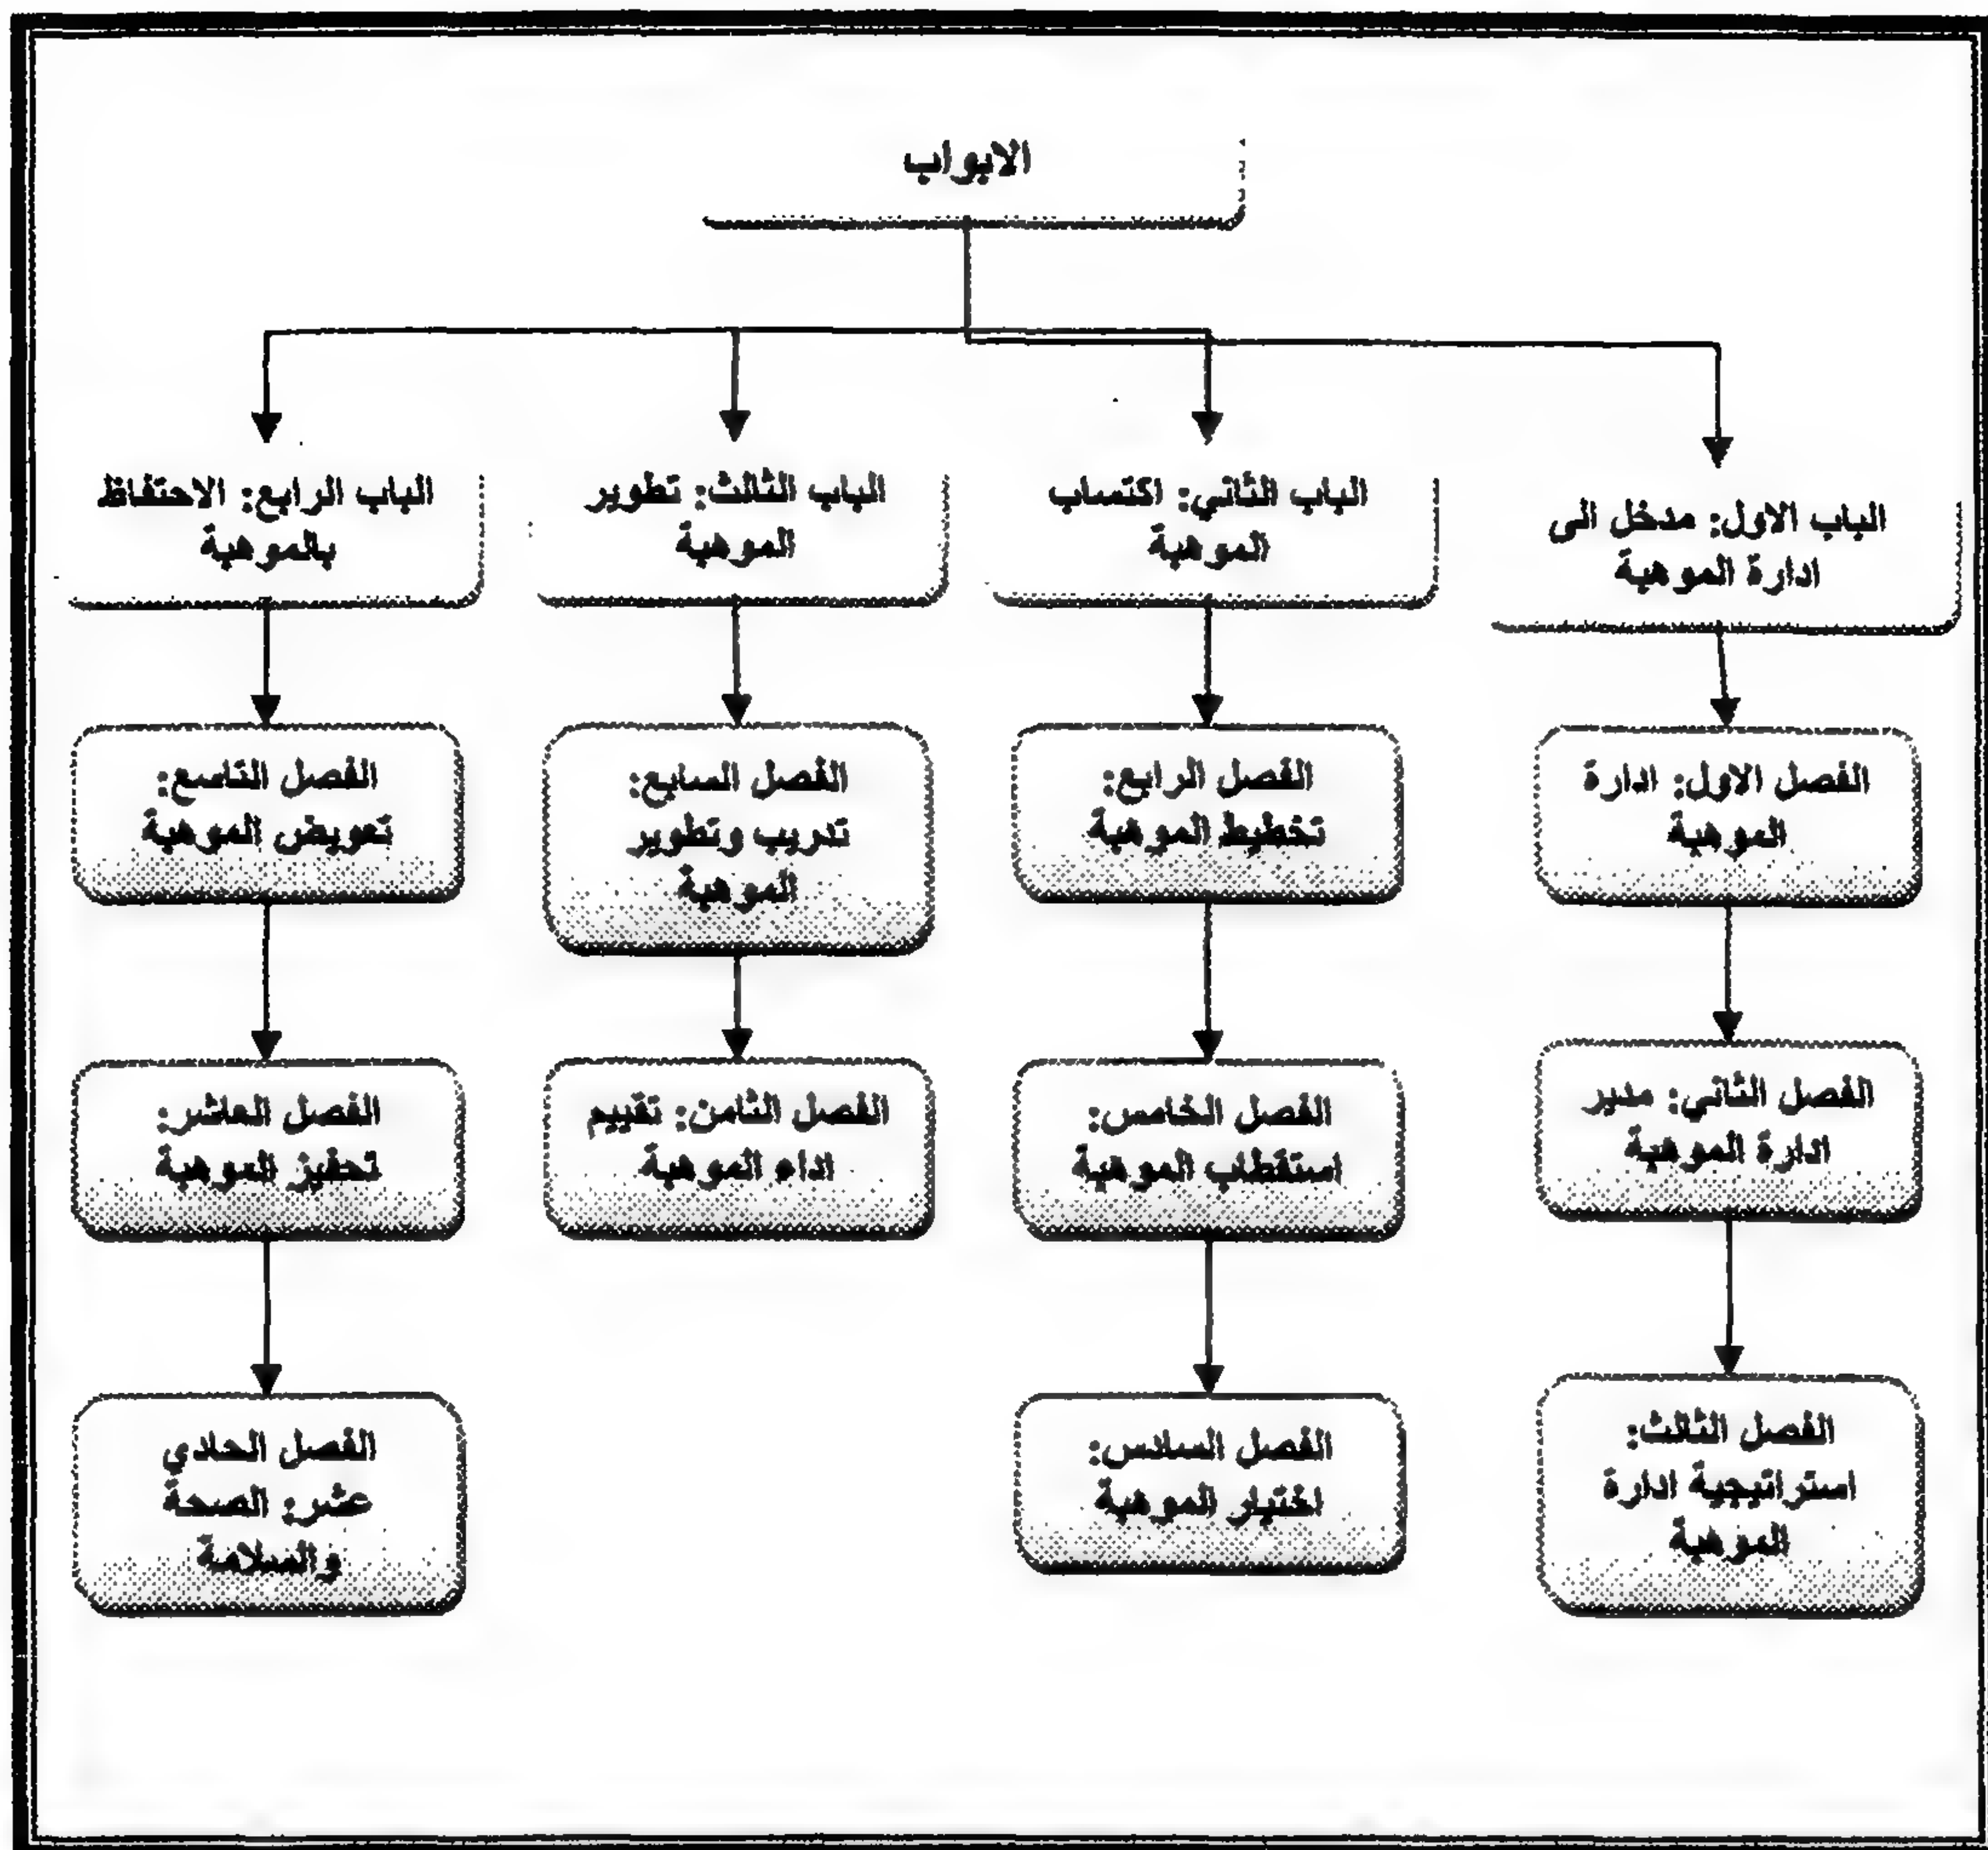 الابواب
الباب الاول: مدخل الى
ادارة الموهبة
الفصل الاول: ادارة
الموهبة
الفصل الثاني: مدير
ادارة الموهبة
الفصل الثالث:
استراتيجية ادارة
الموهبة
الباب الثاني: اكتساب
الموهبة
الفصل الرابع:
تخطيط الموهبة
الفصل الخامس:
استقطاب الموهبة
الفصل السادس:
اختيار الموهبة
الباب الثالث: تطوير
الموهبة
الفصل السابع:
تدريب وتطوير
الموهبة
الفصل الثامن: تقييم
اداء الموهبة
الباب الرابع: الاحتفاظ
بالموهبة
الفصل التاسع:
تعويض الموهبة
الفصل العاشر:
تحفيز الموهبة
الفصل الحادي
عشر: الصحة
والسلامة